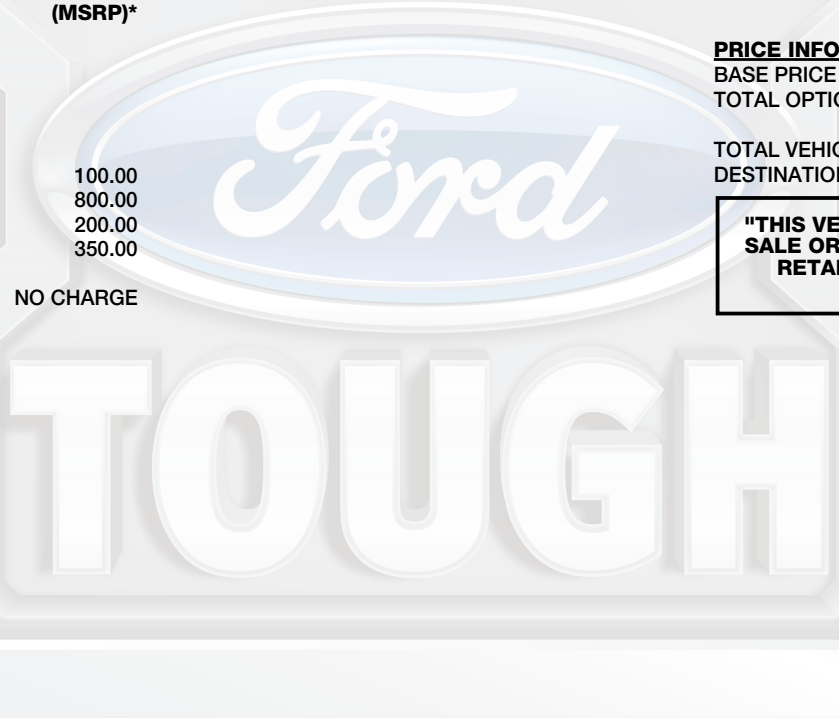 (MSRP)*
100.00
800.00
200.00
350.00
NO CHARGE
PRICE INFO
BASE PRICE
TOTAL OPTIO
TOTAL VEHIC
DESTINATION
"THIS VE
SALE OR
RETAI
Ford
TOUGH